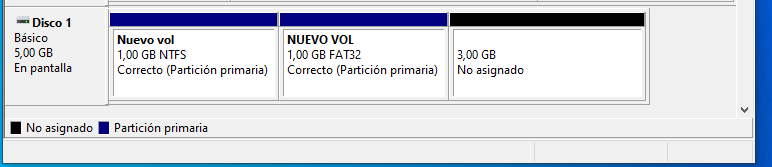 Disco 1
Básico
5,00 GB
En pantalla
Nuevo vol
1,00 GB NTFS
Correcto (Partición primaria)
NUEVO VOL
1,00 GB FAT32
Correcto (Partición primaria)
3,00 GB
No asignado
No asignado Partición primaria